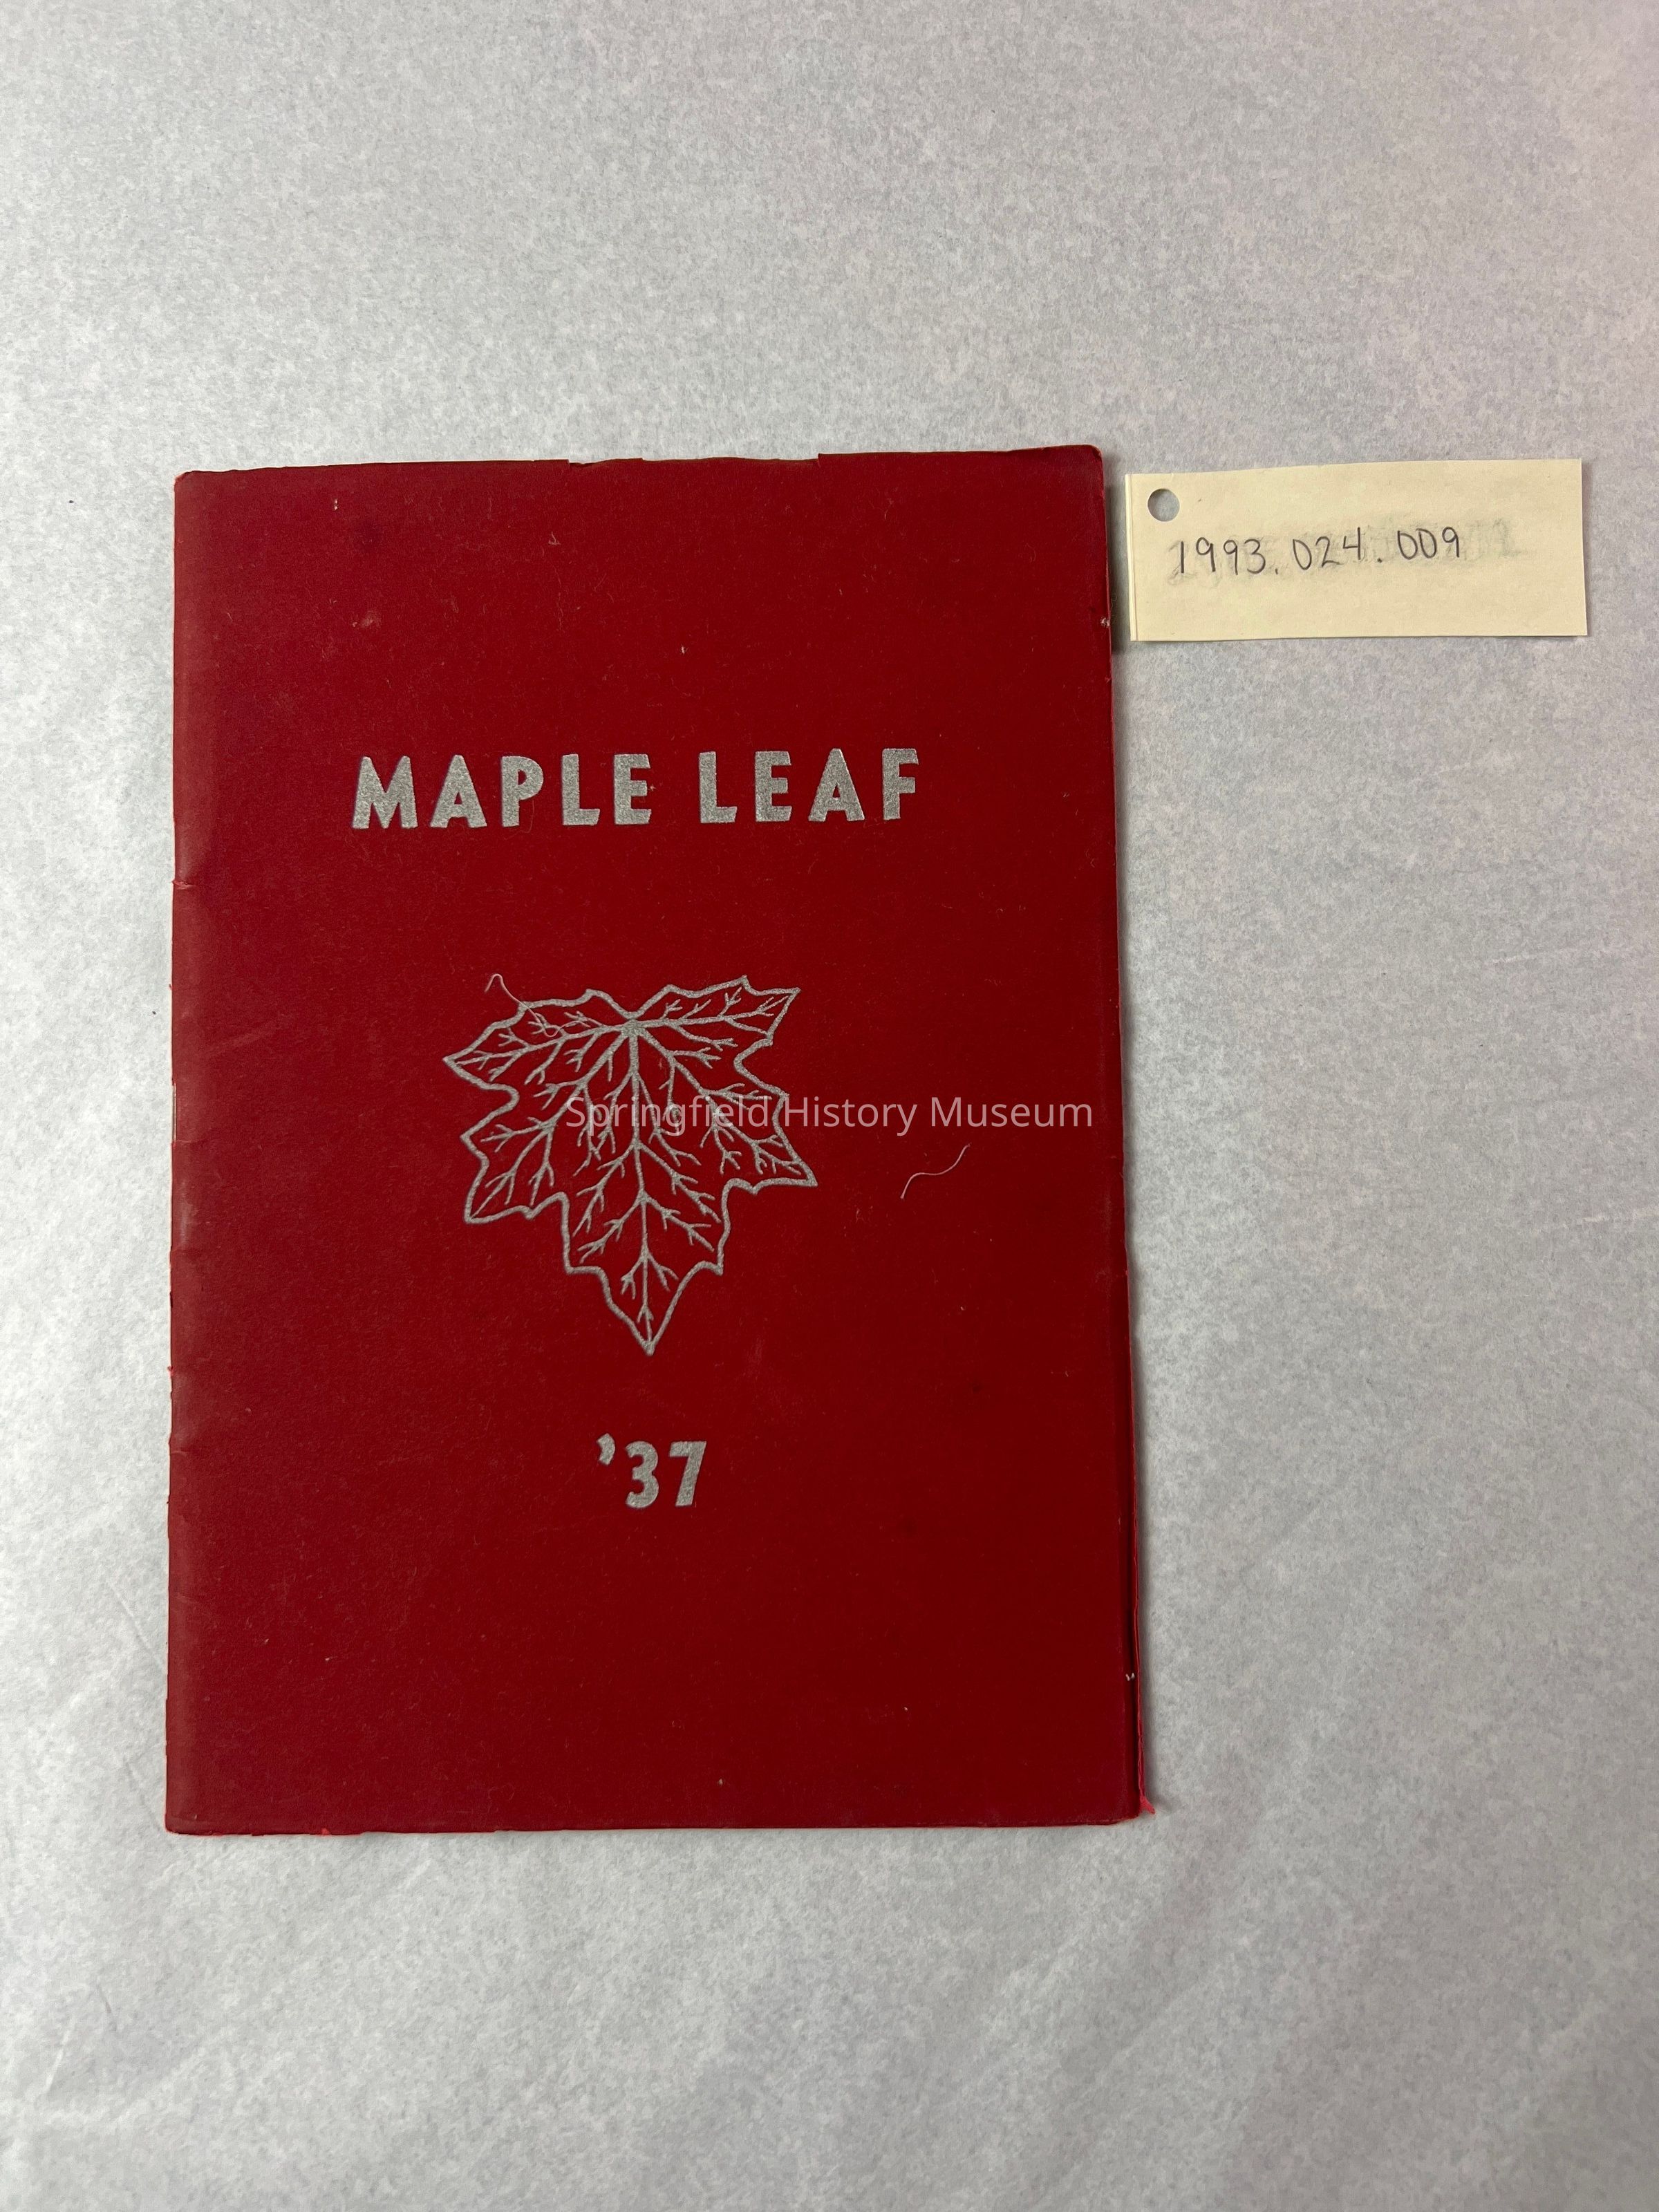 1993.024.009
MAPLE LEAF
Springfield History Museum
'37